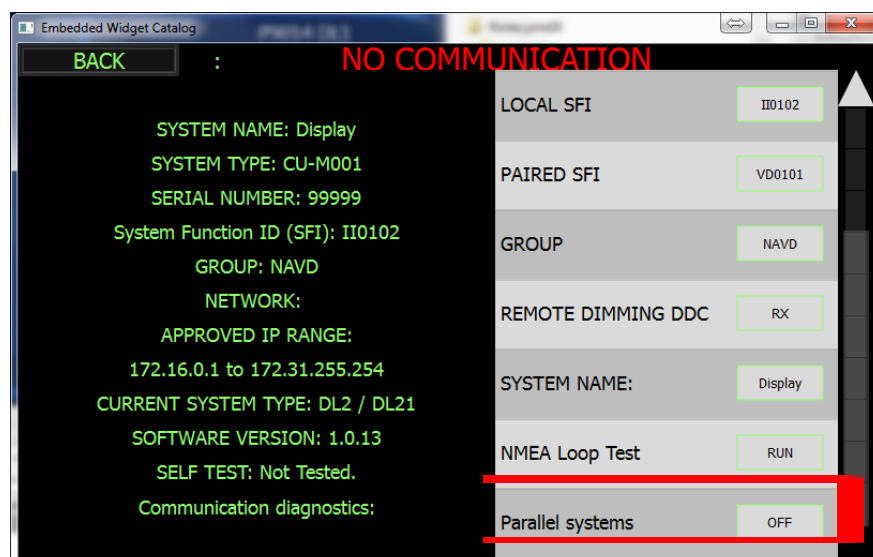 Embedded Widget Catalog
BACK : NO COMMUNICATION
SYSTEM NAME: Display
SYSTEM TYPE: CU-M001
SERIAL NUMBER: 99999
System Function ID (SFI): II0102
GROUP: NAVD
NETWORK:
APPROVED IP RANGE:
172.16.0.1 to 172.31.255.254
CURRENT SYSTEM TYPE: DL2 / DL21
SOFTWARE VERSION: 1.0.13
SELF TEST: Not Tested.
Communication diagnostics:
LOCAL SFI II0102
PAIRED SFI VD0101
GROUP NAVD
REMOTE DIMMING DDC RX
SYSTEM NAME: Display
NMEA Loop Test RUN
Parallel systems OFF